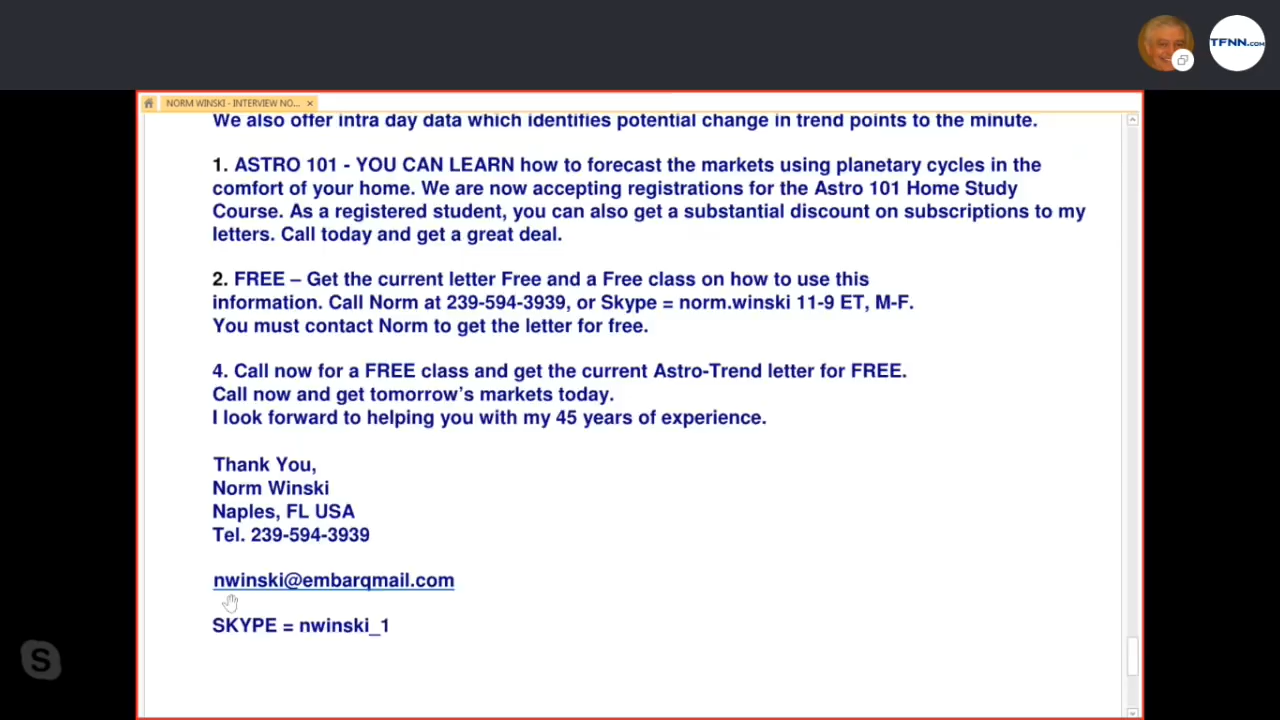 TFNN.COM
NORM WINSKI - INTERVIEW NO...
We also offer intra day data which identifies potential change in trend points to the minute.
1. ASTRO 101 - YOU CAN LEARN how to forecast the markets using planetary cycles in the
comfort of your home. We are now accepting registrations for the Astro 101 Home Study
Course. As a registered student, you can also get a substantial discount on subscriptions to my
letters. Call today and get a great deal.
2. FREE – Get the current letter Free and a Free class on how to use this
information. Call Norm at 239-594-3939, or Skype = norm.winski 11-9 ET, M-F.
You must contact Norm to get the letter for free.
4. Call now for a FREE class and get the current Astro-Trend letter for FREE.
Call now and get tomorrow’s markets today.
I look forward to helping you with my 45 years of experience.
Thank You,
Norm Winski
Naples, FL USA
Tel. 239-594-3939
nwinski@embarqmail.com
SKYPE = nwinski_1
S